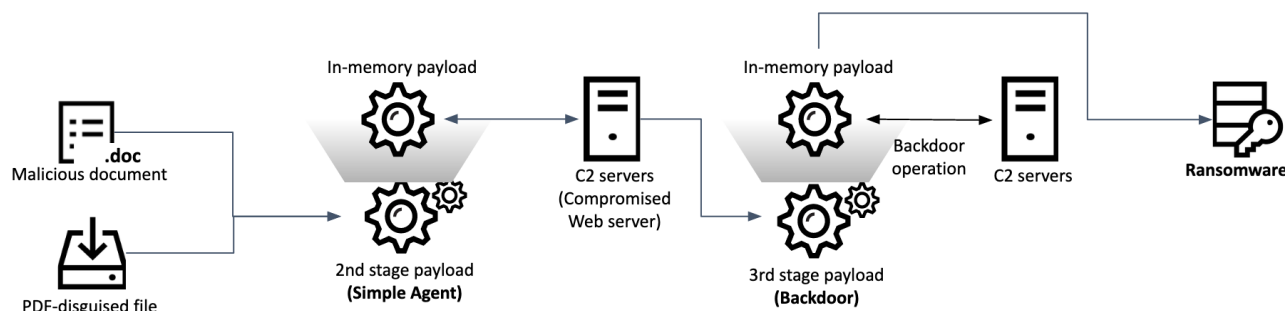 .doc
Malicious document
PDF-disguised file
In-memory payload
2nd stage payload
(Simple Agent)
C2 servers
(Compromised
Web server)
In-memory payload
3rd stage payload
(Backdoor)
Backdoor
operation
C2 servers
Ransomware